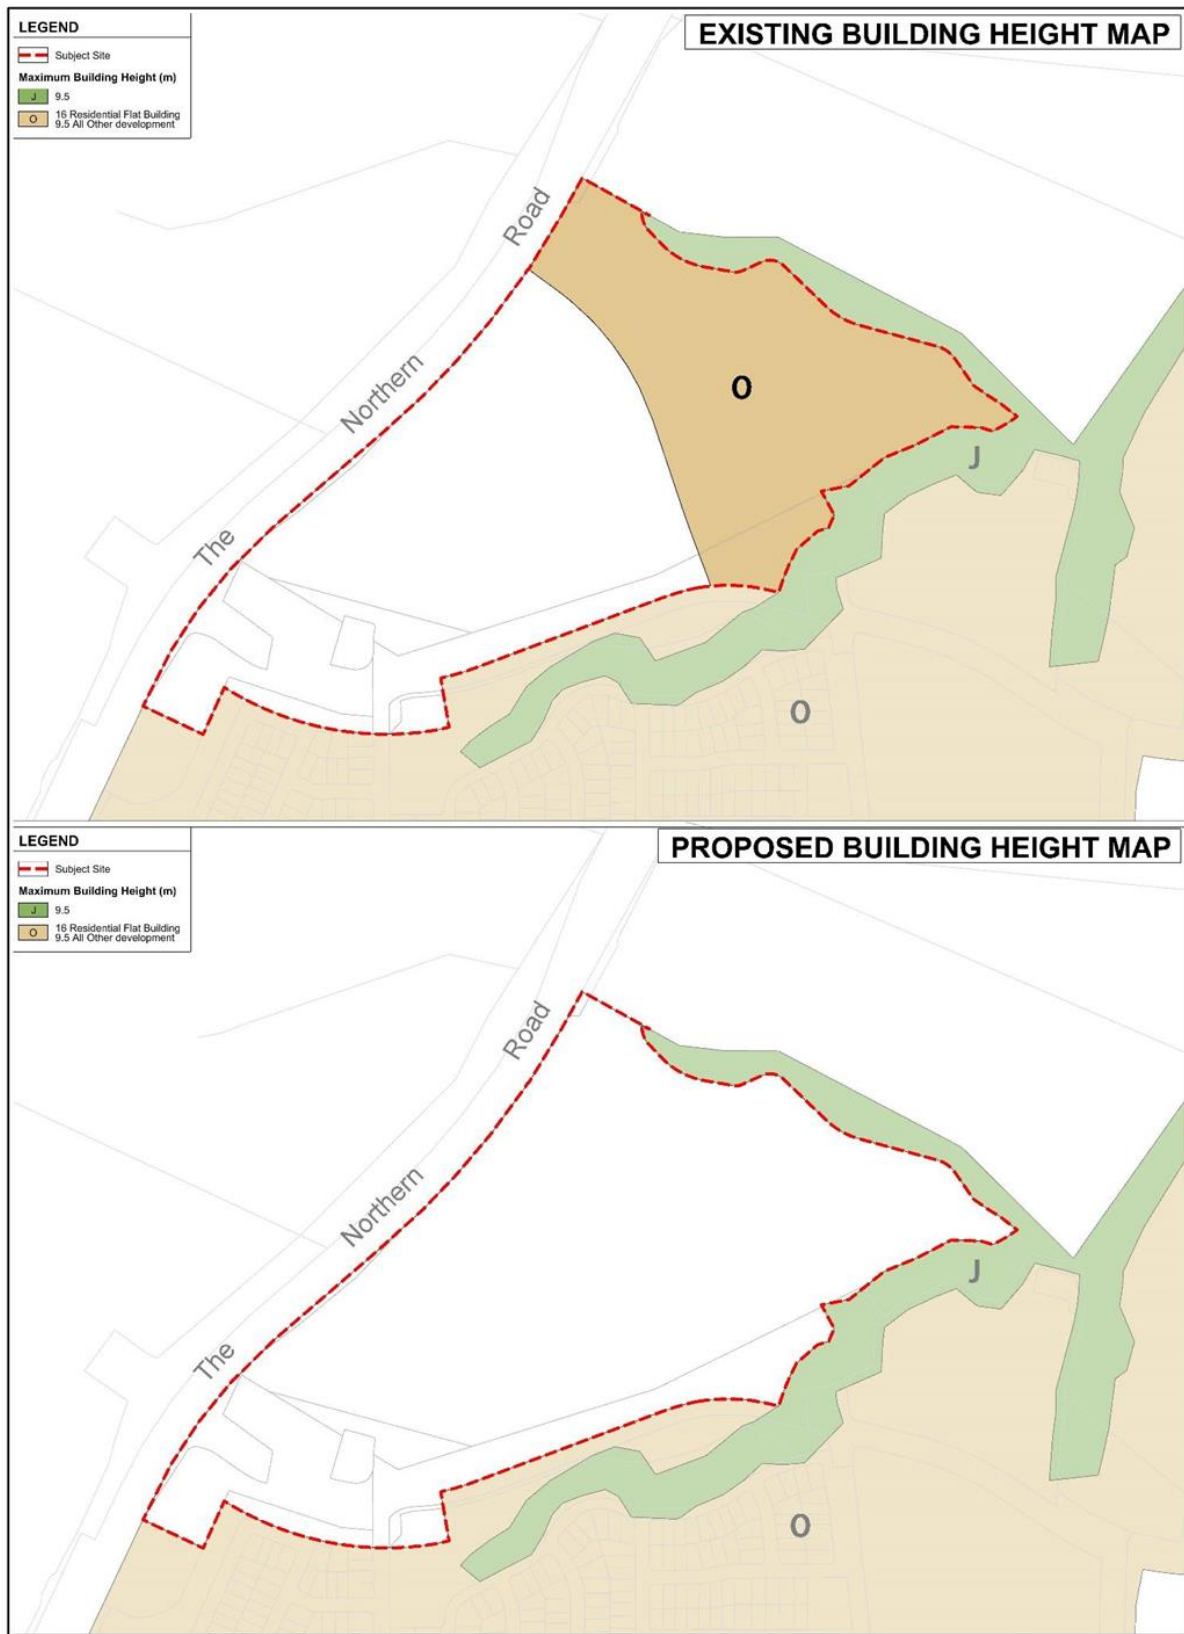 LEGEND
Subject Site
Maximum Building Height (m)
J 9.5
O 16 Residential Flat Building
9.5 All Other development
EXISTING BUILDING HEIGHT MAP
Road
Northern
The
O
J
O
LEGEND
Subject Site
Maximum Building Height (m)
J 9.5
O 16 Residential Flat Building
9.5 All Other development
PROPOSED BUILDING HEIGHT MAP
Road
Northern
The
J
O